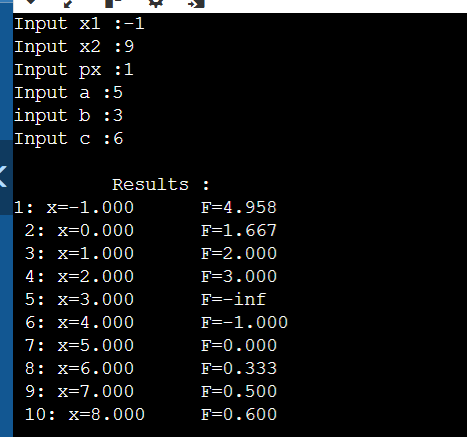 Input x1 :-1
Input x2 :9
Input px :1
Input a :5
input b :3
Input c :6
Results :
1: x=-1.000 F=4.958
2: x=0.000 F=1.667
3: x=1.000 F=2.000
4: x=2.000 F=3.000
5: x=3.000 F=-inf
6: x=4.000 F=-1.000
7: x=5.000 F=0.000
8: x=6.000 F=0.333
9: x=7.000 F=0.500
10: x=8.000 F=0.600